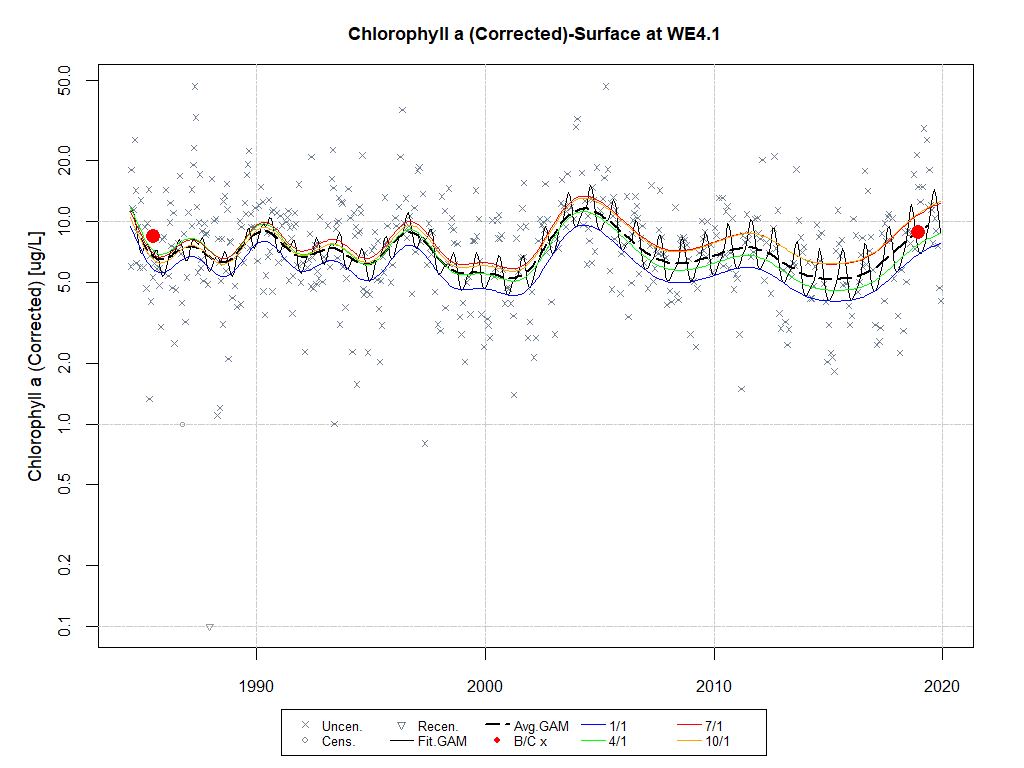 Chlorophyll a (Corrected)-Surface at WE4.1
Chlorophyll a (Corrected) [ug/L]
50.0
20.0
10.0
5.0
2.0
1.0
0.5
0.2
0.1
1990 2000 2010 2020
Uncen. Recen. Avg.GAM 1/1 7/1
Cens. Fit.GAM B/C x 4/1 10/1